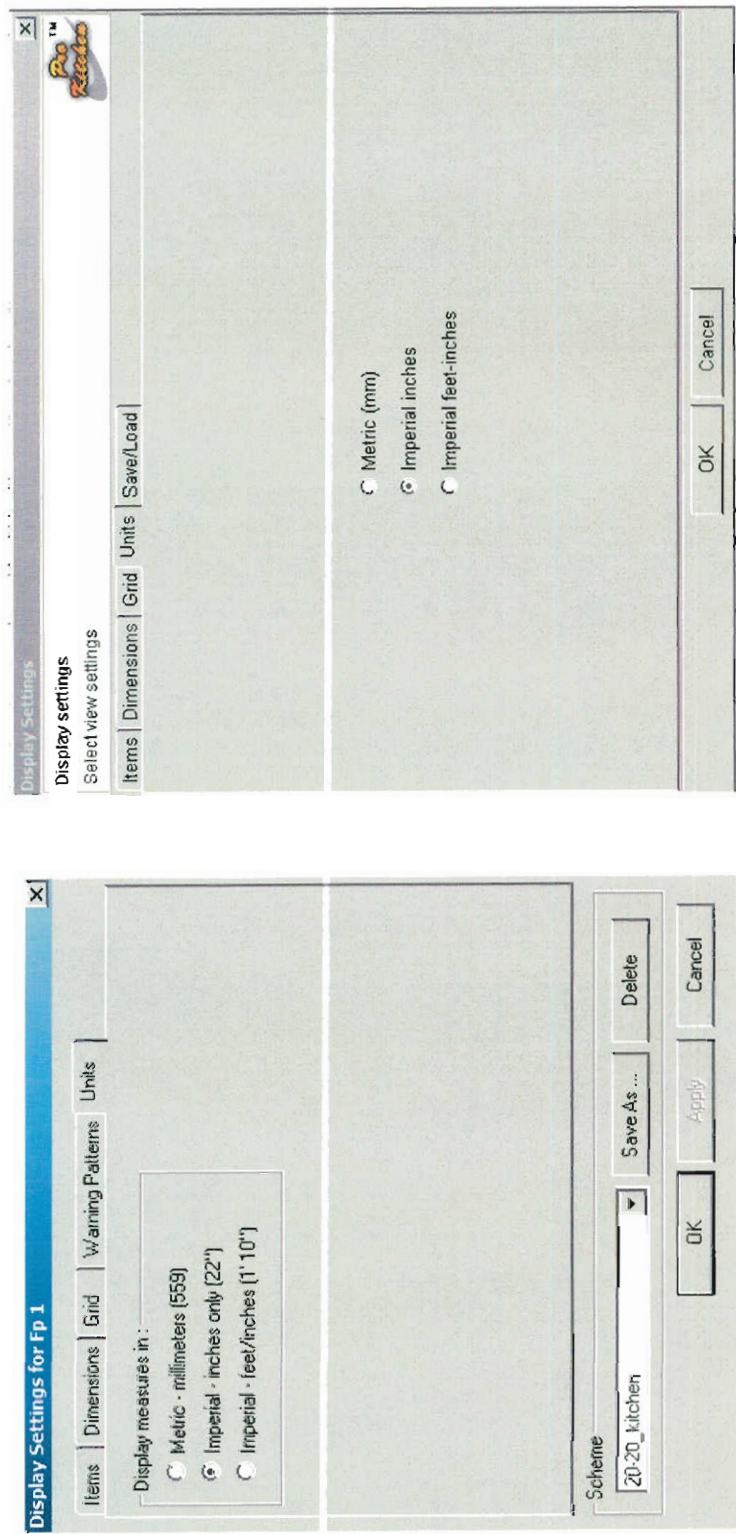 Display Settings for Fp 1
Items Dimensions Grid Warning Patterns Units
Display measures in :
Metric - millimeters (559)
Imperial - inches only (22")
Imperial - feet/inches (1' 10")
Scheme
20-20_kitchen
Save As ...
Delete
OK
Apply
Cancel
Display Settings
Display settings
Select view settings
Pro
Kitchen
TM
Items Dimensions Grid Units Save/Load
Metric (mm)
Imperial inches
Imperial feet-inches
OK
Cancel